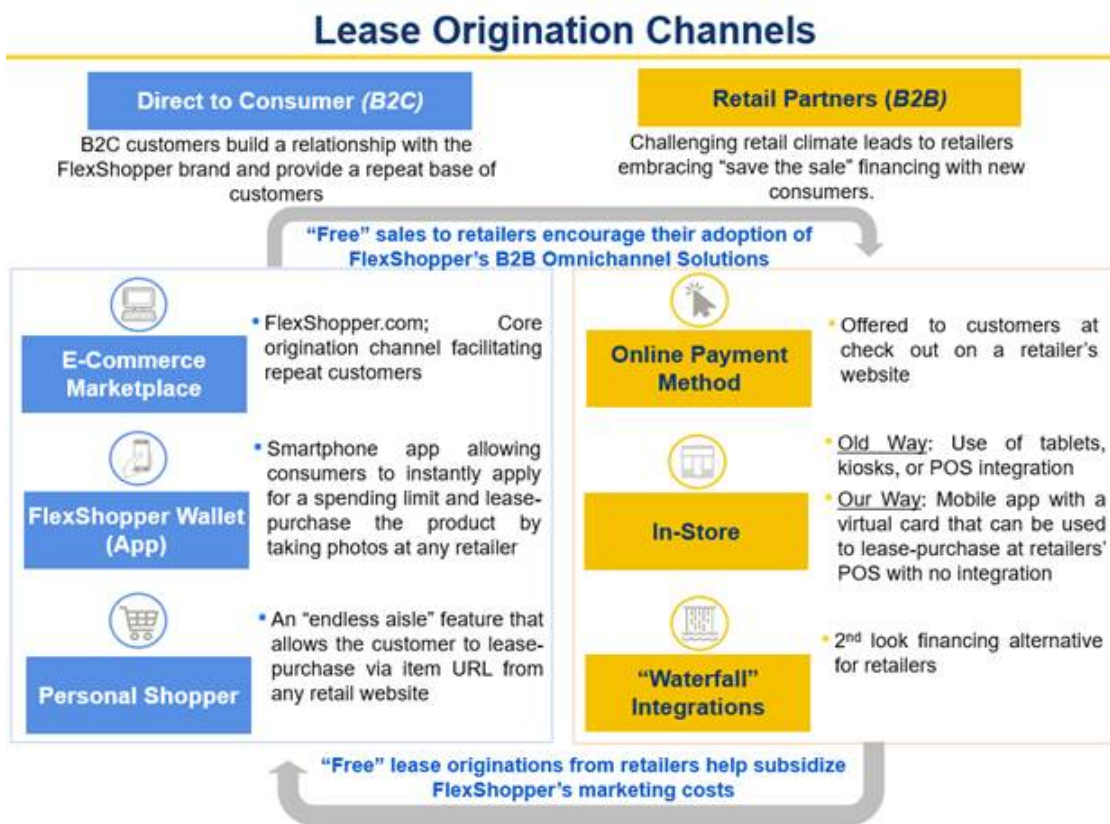 Lease Origination Channels
Direct to Consumer (B2C)
B2C customers build a relationship with the
FlexShopper brand and provide a repeat base of
customers
Retail Partners (B2B)
Challenging retail climate leads to retailers
embracing “save the sale” financing with new
consumers.
“Free” sales to retailers encourage their adoption of
FlexShopper’s B2B Omnichannel Solutions
E-Commerce
Marketplace
• FlexShopper.com; Core
origination channel facilitating
repeat customers
FlexShopper Wallet
(App)
• Smartphone app allowing
consumers to instantly apply
for a spending limit and lease-
purchase the product by
taking photos at any retailer
Personal Shopper
• An “endless aisle” feature that
allows the customer to lease-
purchase via item URL from
any retail website
Online Payment
Method
• Offered to customers at
check out on a retailer’s
website
In-Store
• Old Way: Use of tablets,
kiosks, or POS integration
• Our Way: Mobile app with a
virtual card that can be used
to lease-purchase at retailers’
POS with no integration
“Waterfall”
Integrations
• 2nd look financing alternative
for retailers
“Free” lease originations from retailers help subsidize
FlexShopper’s marketing costs